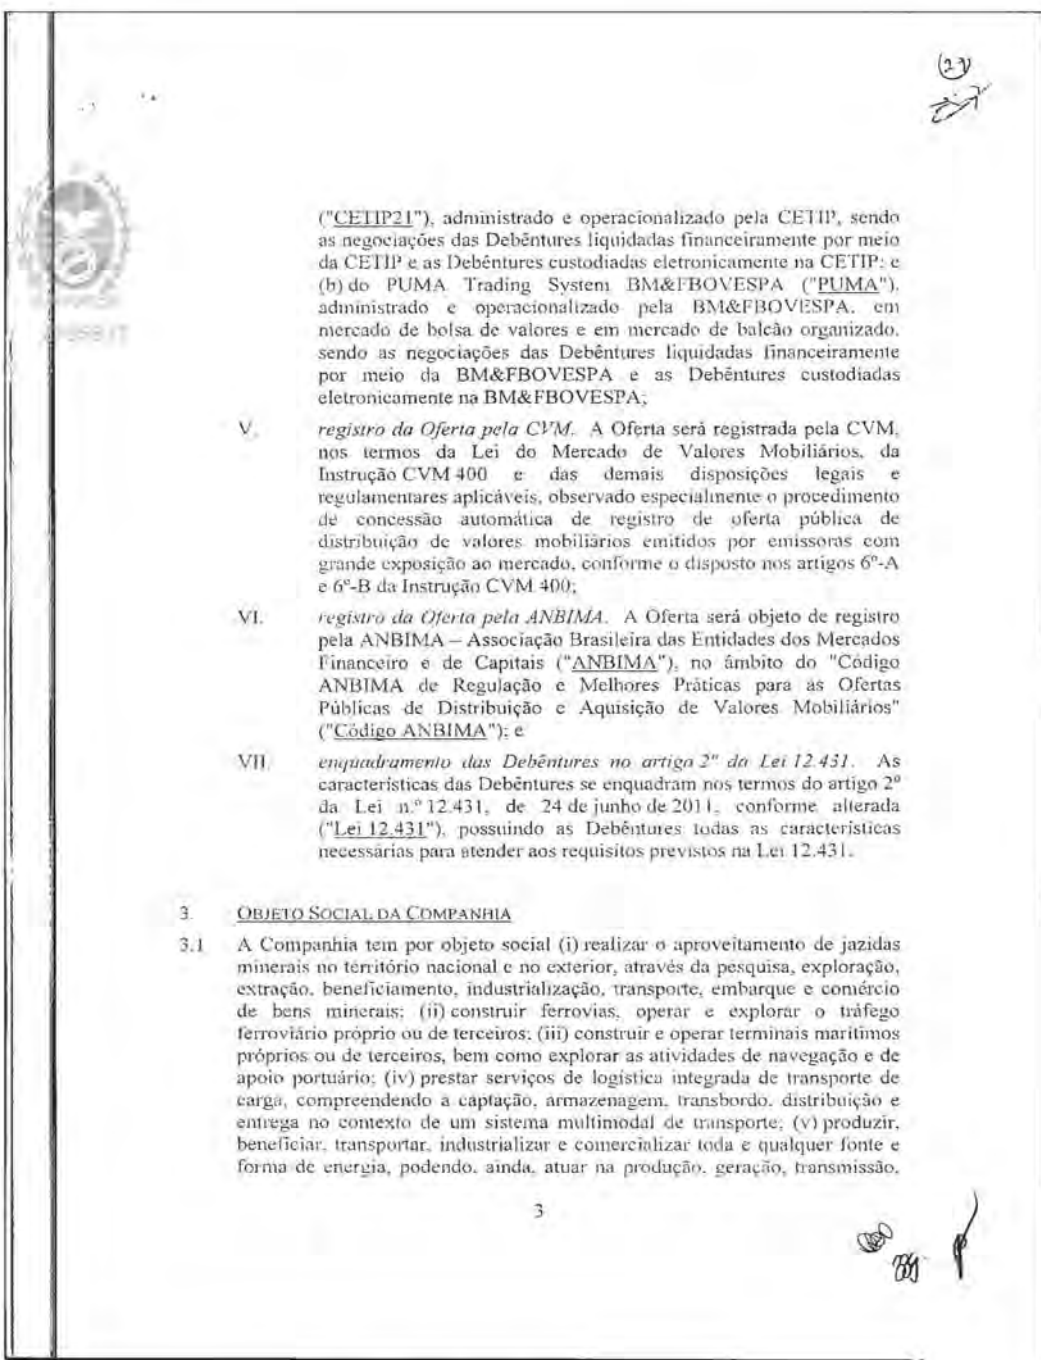 ("CETIP21"), administrado e operacionalizado pela CETIP, sendo
as negociações das Debêntures liquidadas financeiramente por meio
da CETIP e as Debêntures custodiadas eletronicamente na CETIP; e
(b) do PUMA Trading System BM&FBOVESPA ("PUMA"),
administrado e operacionalizado pela BM&FBOVESPA, em
mercado de bolsa de valores e em mercado de balcão organizado,
sendo as negociações das Debêntures liquidadas financeiramente
por meio da BM&FBOVESPA e as Debêntures custodiadas
eletronicamente na BM&FBOVESPA;
V. registro da Oferta pela CVM. A Oferta será registrada pela CVM,
nos termos da Lei do Mercado de Valores Mobiliários, da
Instrução CVM 400 e das demais disposições legais e
regulamentares aplicáveis, observado especialmente o procedimento
de concessão automática de registro de oferta pública de
distribuição de valores mobiliários emitidos por emissoras com
grande exposição ao mercado, conforme o disposto nos artigos 6º-A
e 6º-B da Instrução CVM 400;
VI. registro da Oferta pela ANBIMA. A Oferta será objeto de registro
pela ANBIMA – Associação Brasileira das Entidades dos Mercados
Financeiro e de Capitais ("ANBIMA"), no âmbito do "Código
ANBIMA de Regulação e Melhores Práticas para as Ofertas
Públicas de Distribuição e Aquisição de Valores Mobiliários"
("Código ANBIMA"); e
VII. enquadramento das Debêntures no artigo 2º da Lei 12.431. As
características das Debêntures se enquadram nos termos do artigo 2º
da Lei n.º 12.431, de 24 de junho de 2011, conforme alterada
("Lei 12.431"), possuindo as Debêntures todas as características
necessárias para atender aos requisitos previstos na Lei 12.431.
3. OBJETO SOCIAL DA COMPANHIA
3.1 A Companhia tem por objeto social (i) realizar o aproveitamento de jazidas
minerais no território nacional e no exterior, através da pesquisa, exploração,
extração, beneficiamento, industrialização, transporte, embarque e comércio
de bens minerais; (ii) construir ferrovias, operar e explorar o tráfego
ferroviário próprio ou de terceiros; (iii) construir e operar terminais marítimos
próprios ou de terceiros, bem como explorar as atividades de navegação e de
apoio portuário; (iv) prestar serviços de logística integrada de transporte de
carga, compreendendo a captação, armazenagem, transbordo, distribuição e
entrega no contexto de um sistema multimodal de transporte; (v) produzir,
beneficiar, transportar, industrializar e comercializar toda e qualquer fonte e
forma de energia, podendo, ainda, atuar na produção, geração, transmissão,
3